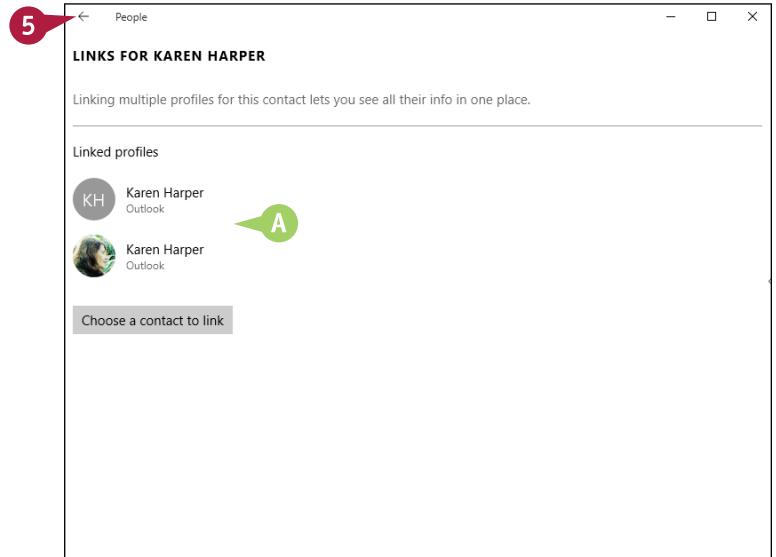 5
People
LINKS FOR KAREN HARPER
Linking multiple profiles for this contact lets you see all their info in one place.
Linked profiles
KH
Karen Harper
Outlook
A
Karen Harper
Outlook
Choose a contact to link